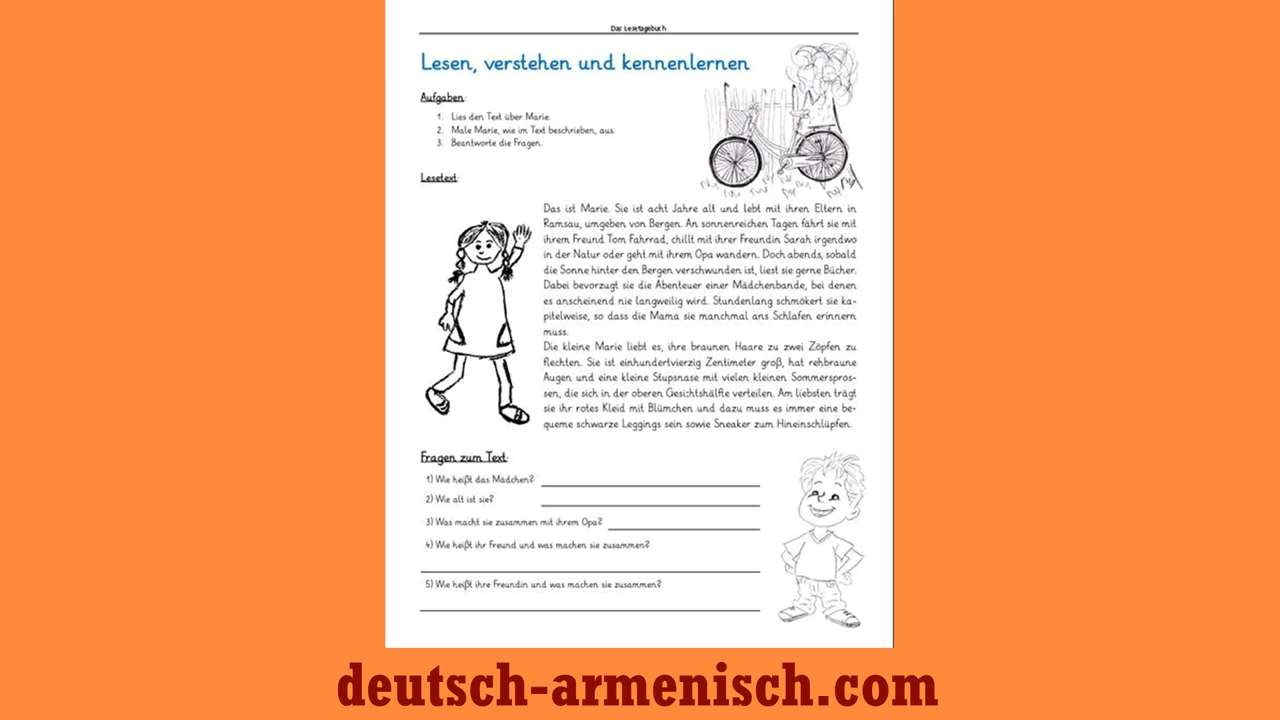 Das Lesetagebuch
Lesen, verstehen und kennenlernen
Aufgaben:
1. Lies den Text über Marie.
2. Male Marie, wie im Text beschrieben, aus.
3. Beantworte die Fragen.
Lesetext:
Das ist Marie. Sie ist acht Jahre alt und lebt mit ihren Eltern in
Ramsau, umgeben von Bergen. An sonnenreichen Tagen fährt sie mit
ihrem Freund Tom Fahrrad, chillt mit ihrer Freundin Sarah irgendwo
in der Natur oder geht mit ihrem Opa wandern. Doch abends, sobald
die Sonne hinter den Bergen verschwunden ist, liest sie gerne Bücher.
Dabei bevorzugt sie die Abenteuer einer Mädchenbande, bei denen
es anscheinend nie langweilig wird. Stundenlang schmökert sie ka-
pitelweise, so dass die Mama sie manchmal ans Schlafen erinnern
muss.
Die kleine Marie liebt es, ihre braunen Haare zu zwei Zöpfen zu
flechten. Sie ist einhundertvierzig Zentimeter groß, hat rehbraune
Augen und eine kleine Stupsnase mit vielen kleinen Sommerspros-
sen, die sich in der oberen Gesichtshälfte verteilen. Am liebsten trägt
sie ihr rotes Kleid mit Blümchen und dazu muss es immer eine be-
queme schwarze Leggings sein sowie Sneaker zum Hineinschlüpfen.
Fragen zum Text:
1) Wie heißt das Mädchen?
2) Wie alt ist sie?
3) Was macht sie zusammen mit ihrem Opa?
4) Wie heißt ihr Freund und was machen sie zusammen?
5) Wie heißt ihre Freundin und was machen sie zusammen?
deutsch-armenisch.com